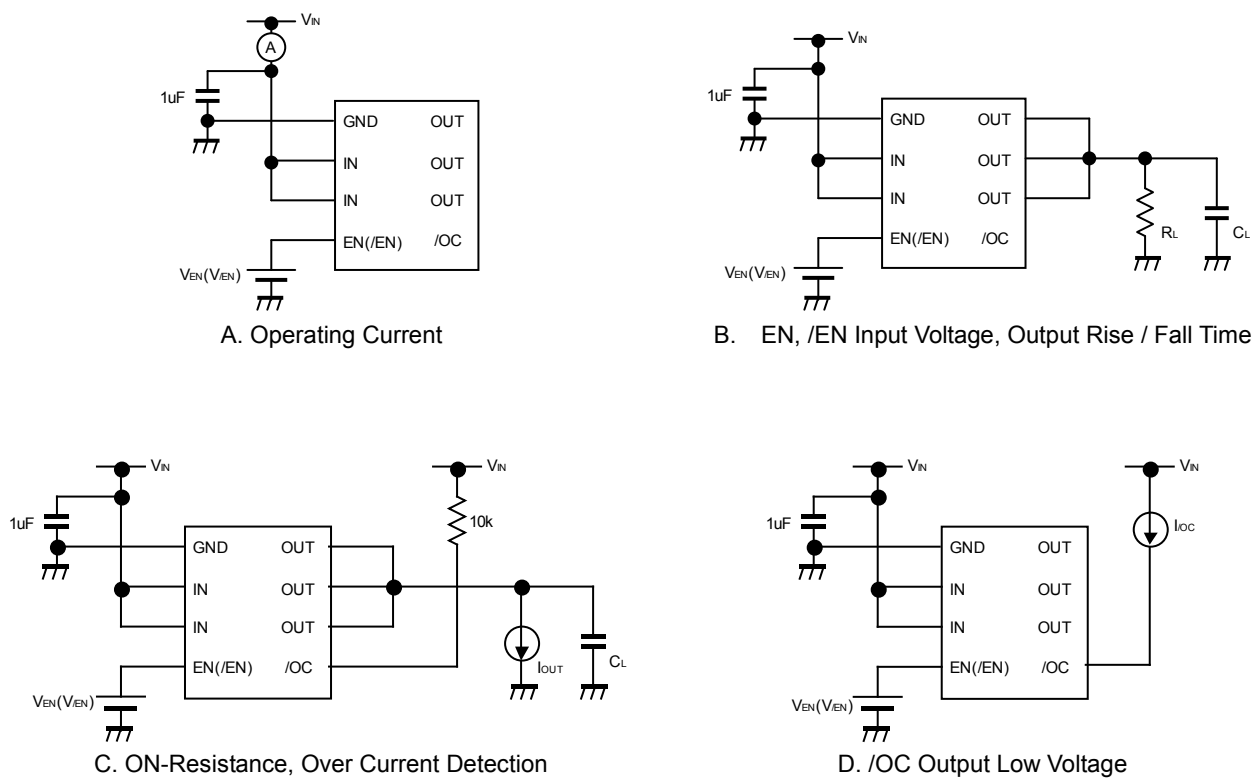 VIN
A
1uF
GND OUT
IN OUT
IN OUT
EN(/EN) /OC
VEN(V/EN)
A. Operating Current
VIN
1uF
GND OUT
IN OUT
IN OUT
EN(/EN) /OC
RL
CL
VEN(V/EN)
B. EN, /EN Input Voltage, Output Rise / Fall Time
VIN
VIN
1uF
10k
GND OUT
IN OUT
IN OUT
EN(/EN) /OC
IOUT
CL
VEN(V/EN)
C. ON-Resistance, Over Current Detection
VIN
VIN
1uF
I/OC
GND OUT
IN OUT
IN OUT
EN(/EN) /OC
VEN(V/EN)
D. /OC Output Low Voltage